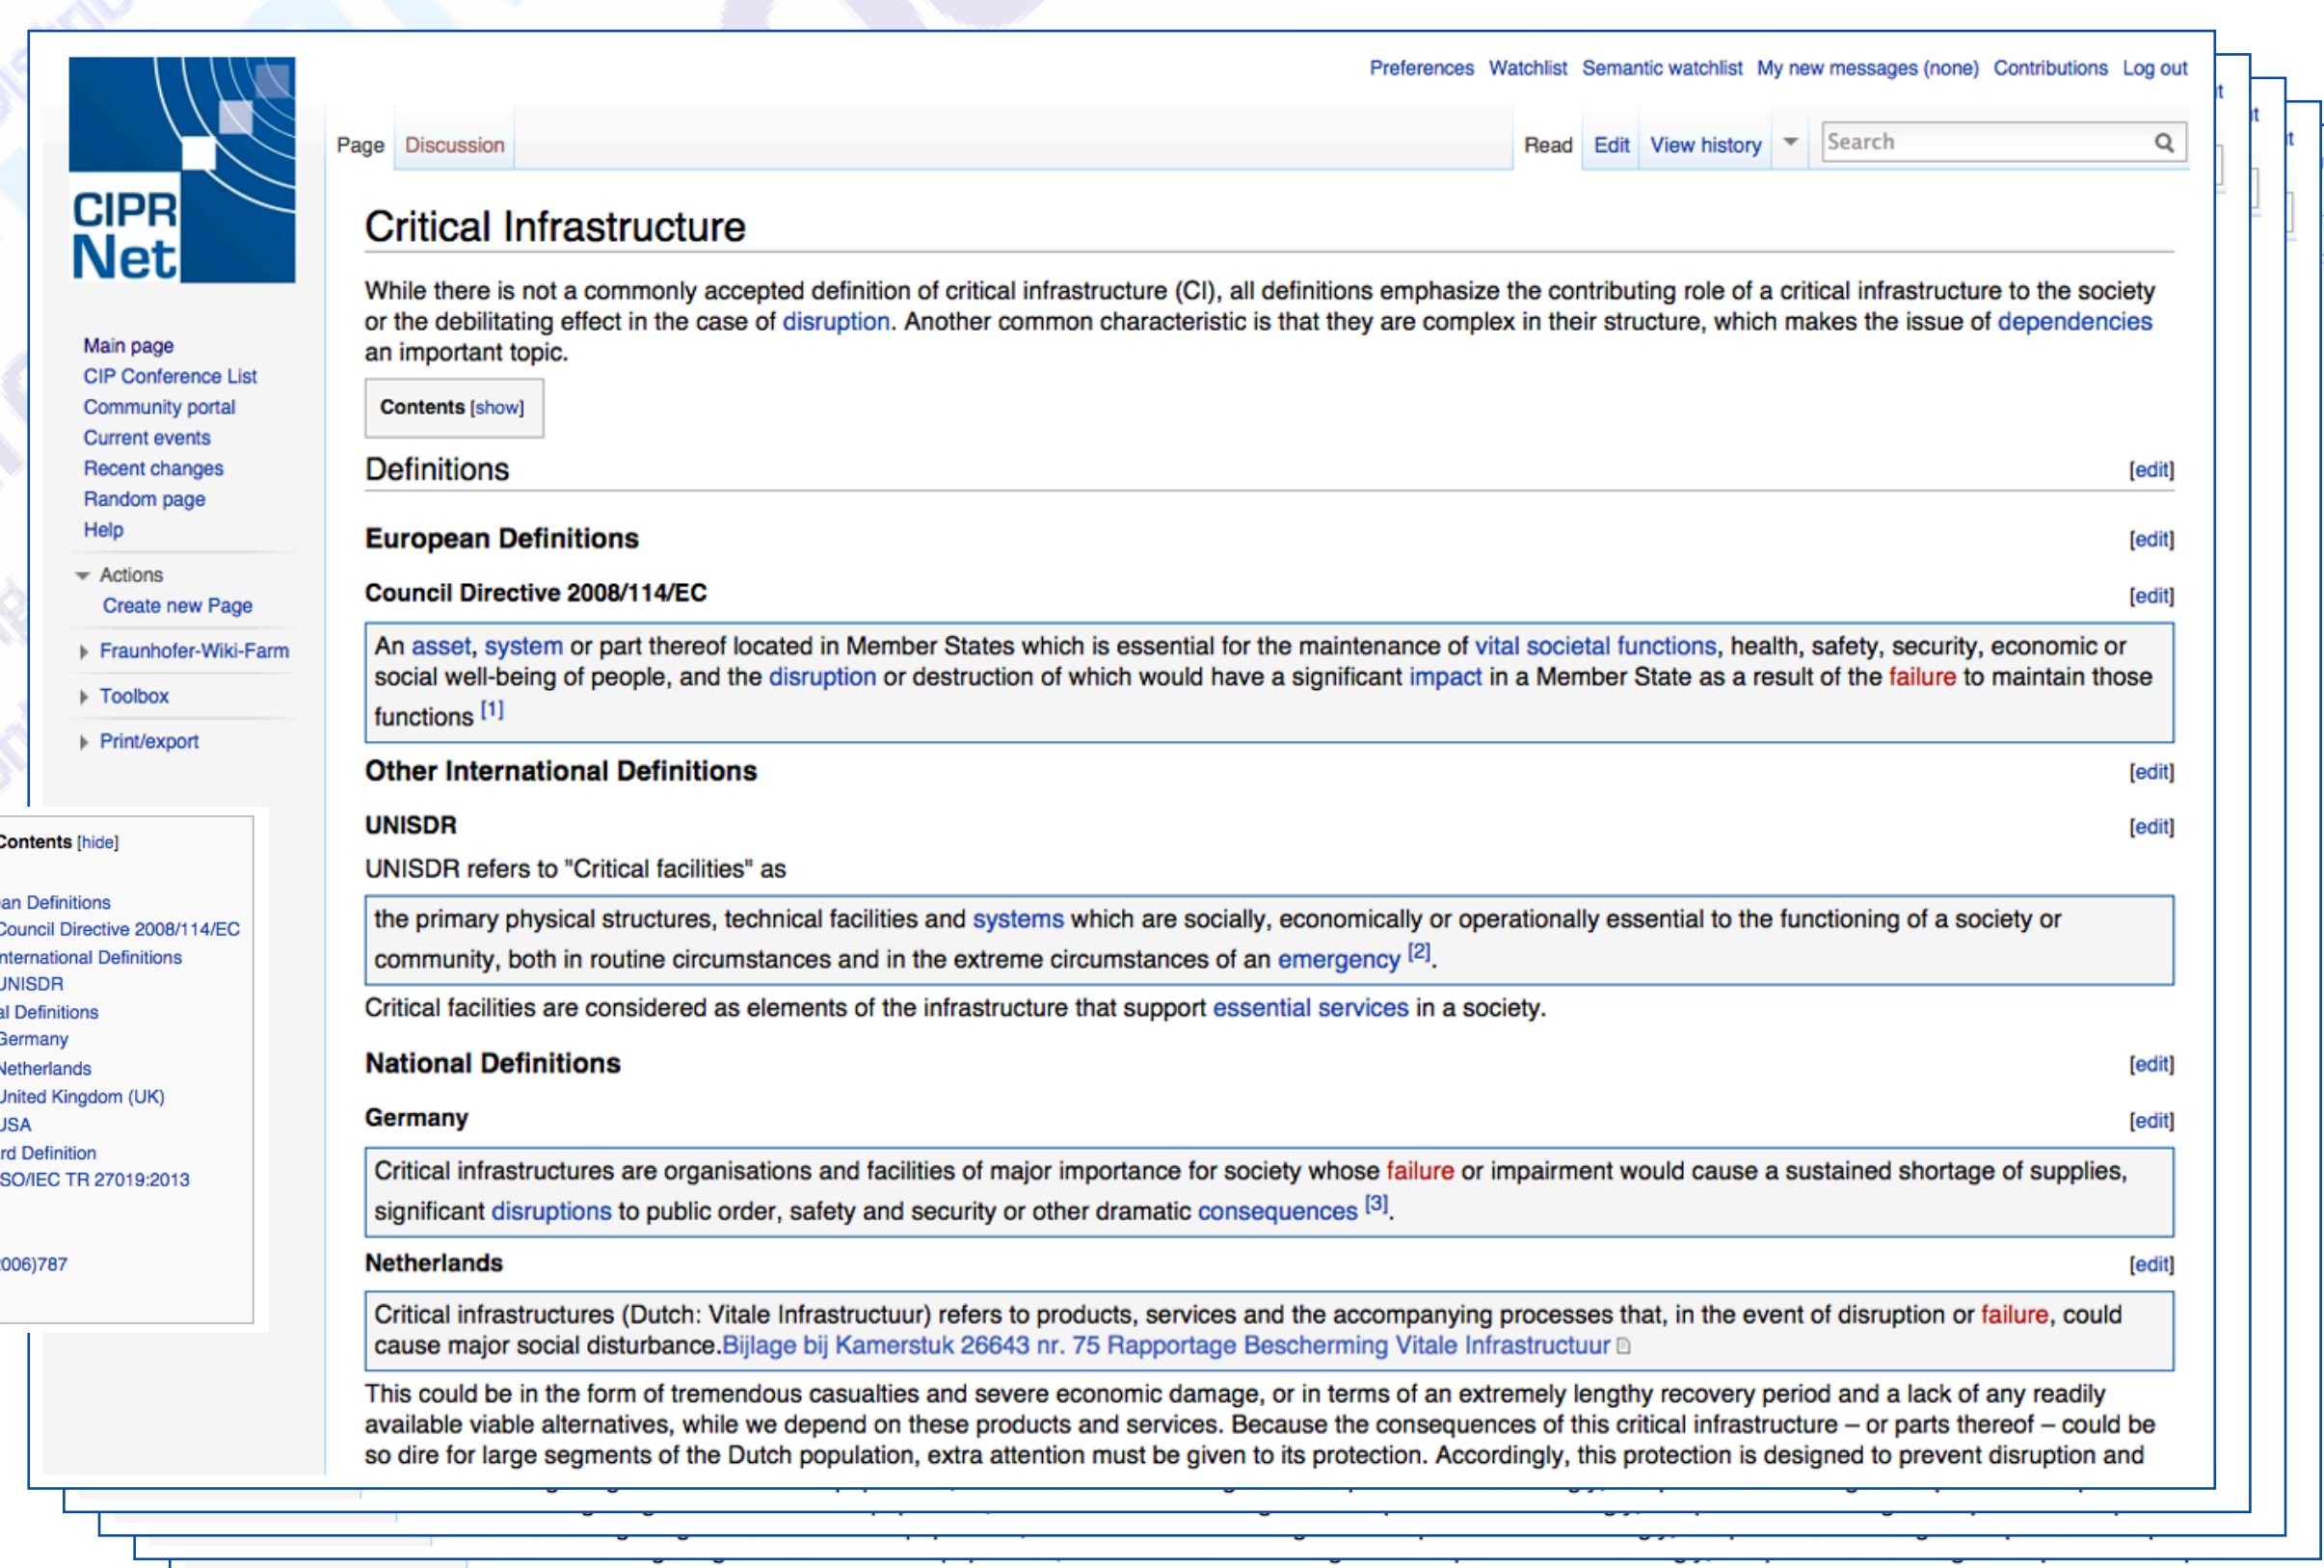 Preferences Watchlist Semantic watchlist My new messages (none) Contributions Log out
CIPR
Net
Page Discussion
Read Edit View history
Search
Critical Infrastructure
While there is not a commonly accepted definition of critical infrastructure (CI), all definitions emphasize the contributing role of a critical infrastructure to the society
or the debilitating effect in the case of disruption. Another common characteristic is that they are complex in their structure, which makes the issue of dependencies
an important topic.
Contents [show]
Main page
CIP Conference List
Community portal
Current events
Recent changes
Random page
Help
Actions
Create new Page
Fraunhofer-Wiki-Farm
Toolbox
Print/export
Definitions [edit]
European Definitions [edit]
Council Directive 2008/114/EC [edit]
An asset, system or part thereof located in Member States which is essential for the maintenance of vital societal functions, health, safety, security, economic or
social well-being of people, and the disruption or destruction of which would have a significant impact in a Member State as a result of the failure to maintain those
functions [1]
Other International Definitions [edit]
UNISDR [edit]
UNISDR refers to "Critical facilities" as
the primary physical structures, technical facilities and systems which are socially, economically or operationally essential to the functioning of a society or
community, both in routine circumstances and in the extreme circumstances of an emergency [2].
Critical facilities are considered as elements of the infrastructure that support essential services in a society.
National Definitions [edit]
Germany [edit]
Critical infrastructures are organisations and facilities of major importance for society whose failure or impairment would cause a sustained shortage of supplies,
significant disruptions to public order, safety and security or other dramatic consequences [3].
Netherlands [edit]
Critical infrastructures (Dutch: Vitale Infrastructuur) refers to products, services and the accompanying processes that, in the event of disruption or failure, could
cause major social disturbance.Bijlage bij Kamerstuk 26643 nr. 75 Rapportage Bescherming Vitale Infrastructuur
This could be in the form of tremendous casualties and severe economic damage, or in terms of an extremely lengthy recovery period and a lack of any readily
available viable alternatives, while we depend on these products and services. Because the consequences of this critical infrastructure – or parts thereof – could be
so dire for large segments of the Dutch population, extra attention must be given to its protection. Accordingly, this protection is designed to prevent disruption and
Contents [hide]
an Definitions
Council Directive 2008/114/EC
nternational Definitions
UNISDR
al Definitions
Germany
Netherlands
United Kingdom (UK)
USA
rd Definition
SO/IEC TR 27019:2013
006)787